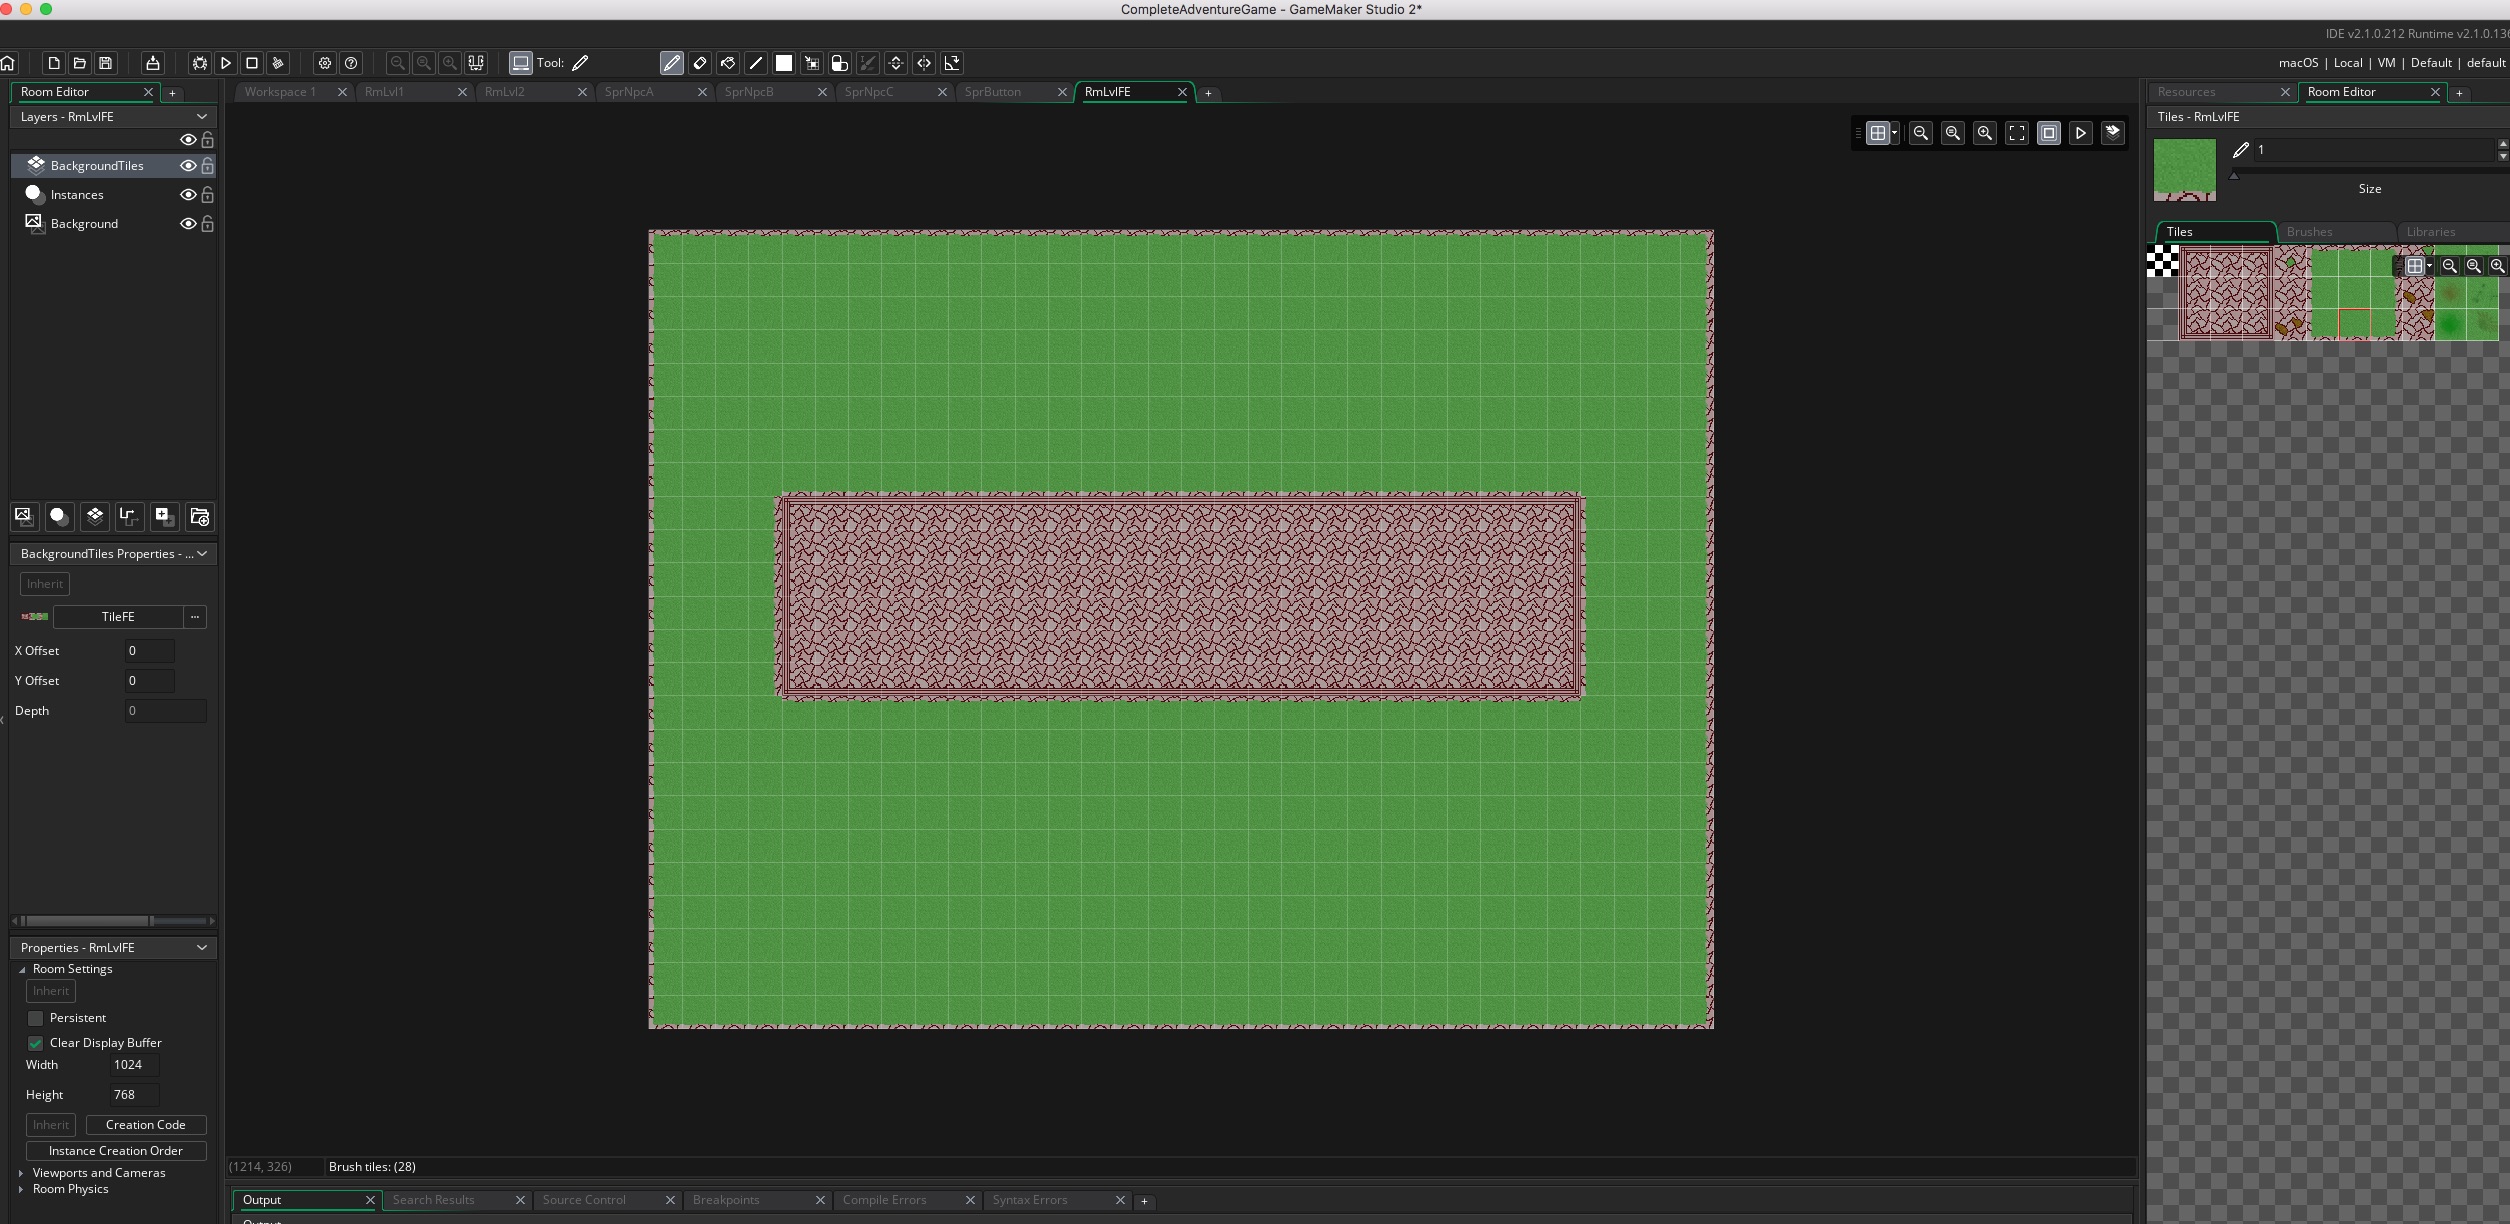 CompleteAdventureGame - GameMaker Studio 2*
IDE v2.1.0.212 Runtime v2.1.0.136
Tool:
macOS | Local | VM | Default | default
Room Editor
Workspace 1
RmLvl1
RmLvl2
SprNpcA
SprNpcB
SprNpcC
SprButton
RmLvlFE
Resources
Room Editor
Layers - RmLvlFE
BackgroundTiles
Instances
Background
BackgroundTiles Properties - ...
Inherit
TileFE
...
X Offset 0
Y Offset 0
Depth 0
Properties - RmLvlFE
Room Settings
Inherit
Persistent
Clear Display Buffer
Width 1024
Height 768
Inherit Creation Code
Instance Creation Order
Viewports and Cameras
Room Physics
(1214, 326) Brush tiles: (28)
Output
Search Results
Source Control
Breakpoints
Compile Errors
Syntax Errors
Output
Tiles - RmLvlFE
1
Size
Tiles
Brushes
Libraries